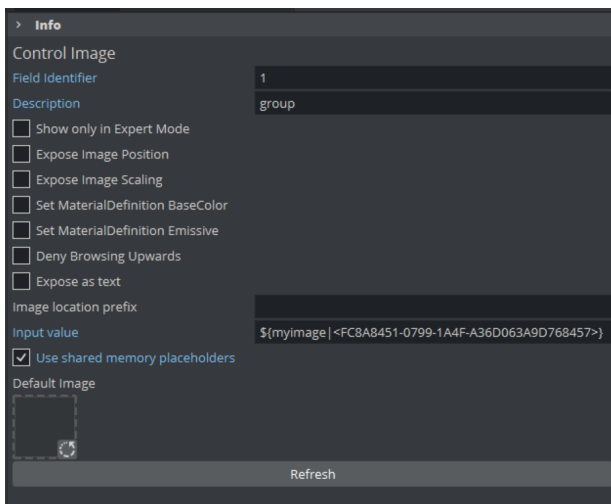 Info
Control Image
Field Identifier 1
Description group
Show only in Expert Mode
Expose Image Position
Expose Image Scaling
Set MaterialDefinition BaseColor
Set MaterialDefinition Emissive
Deny Browsing Upwards
Expose as text
Image location prefix
Input value ${myimage|<FC8A8451-0799-1A4F-A36D063A9D768457>}
Use shared memory placeholders
Default Image
Refresh